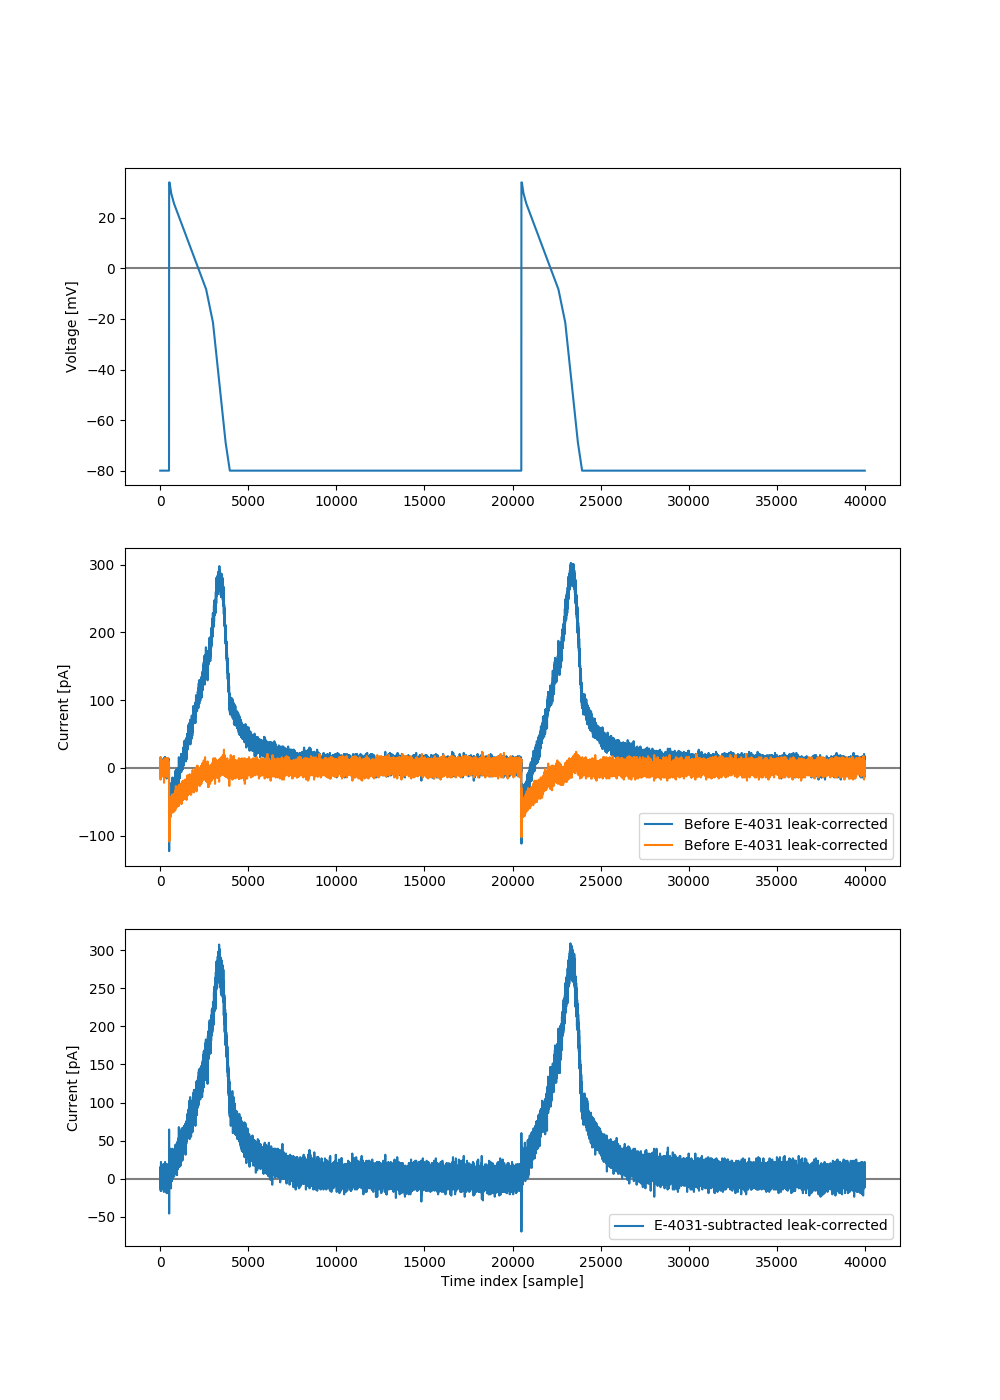 20
0
−20
−40
−60
−80
Voltage [mV]
0 5000 10000 15000 20000 25000 30000 35000 40000
300
200
100
0
−100
Current [pA]
Before E-4031 leak-corrected
Before E-4031 leak-corrected
0 5000 10000 15000 20000 25000 30000 35000 40000
300
250
200
150
100
50
0
−50
Current [pA]
E-4031-subtracted leak-corrected
0 5000 10000 15000 20000 25000 30000 35000 40000
Time index [sample]